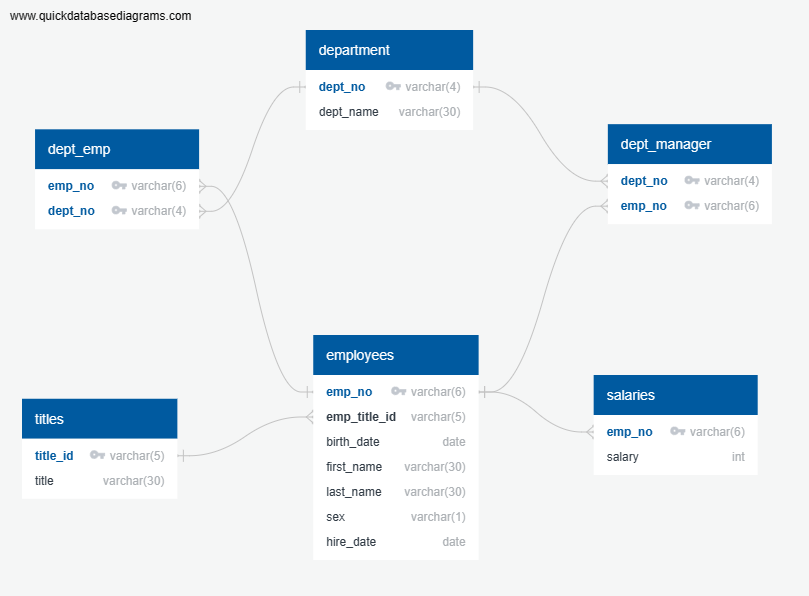 www.quickdatabasediagrams.com
department
dept_no varchar(4)
dept_name varchar(30)
dept_emp
emp_no varchar(6)
dept_no varchar(4)
dept_manager
dept_no varchar(4)
emp_no varchar(6)
employees
emp_no varchar(6)
emp_title_id varchar(5)
birth_date date
first_name varchar(30)
last_name varchar(30)
sex varchar(1)
hire_date date
titles
title_id varchar(5)
title varchar(30)
salaries
emp_no varchar(6)
salary int